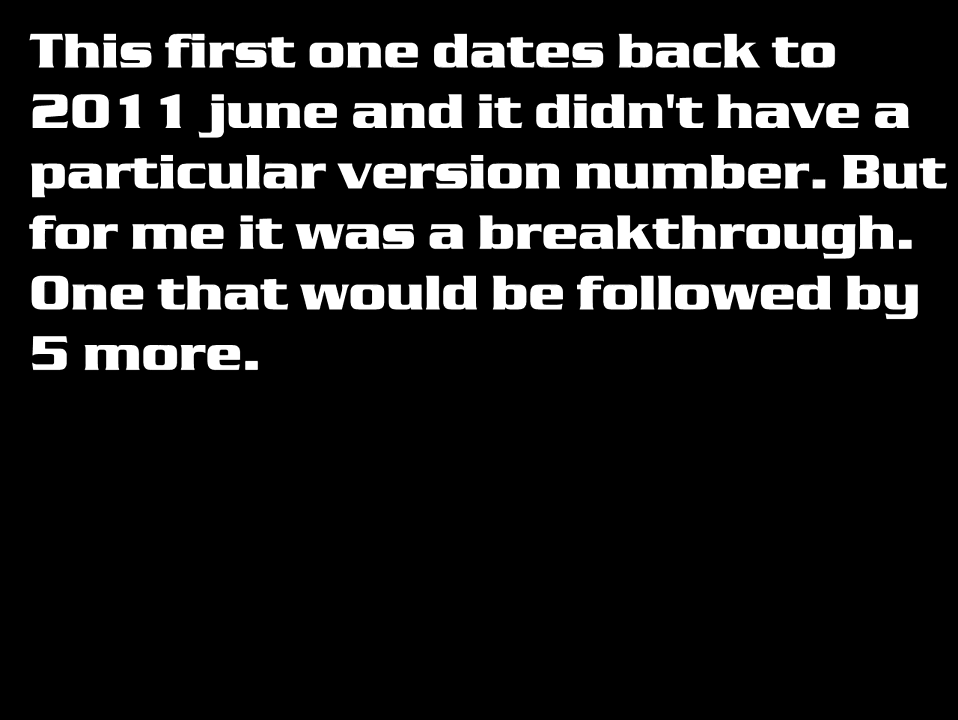 This first one dates back to
2011 june and it didn't have a
particular version number. But
for me it was a breakthrough.
One that would be followed by
5 more.